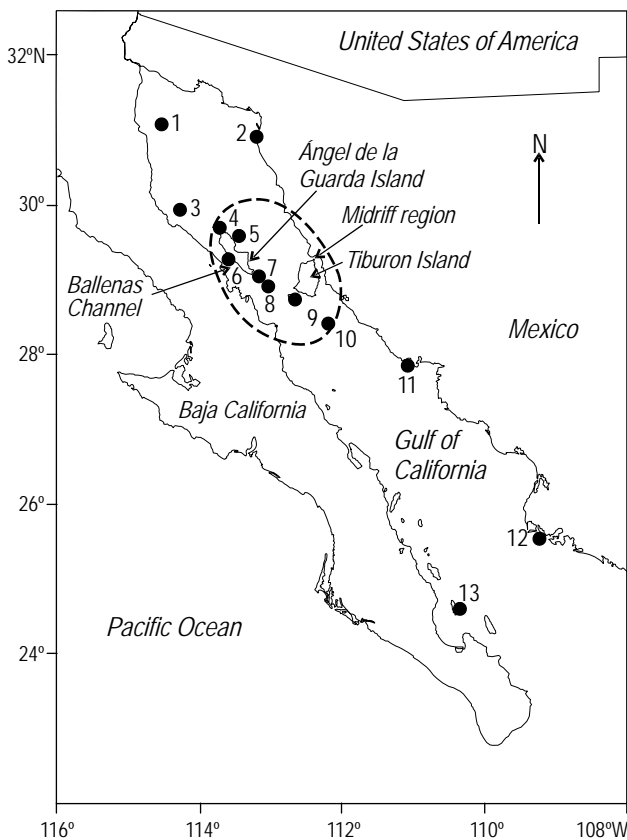 United States of America
32ºN
N
1
2
Ángel de la
Guarda Island
30º
3
4
5
Midriff region
Tiburon Island
Ballenas
Channel
6
7
8
9
10
Mexico
28º
11
Baja California
Gulf of
California
26º
12
13
Pacific Ocean
24º
116º
114º
112º
110º
108ºW